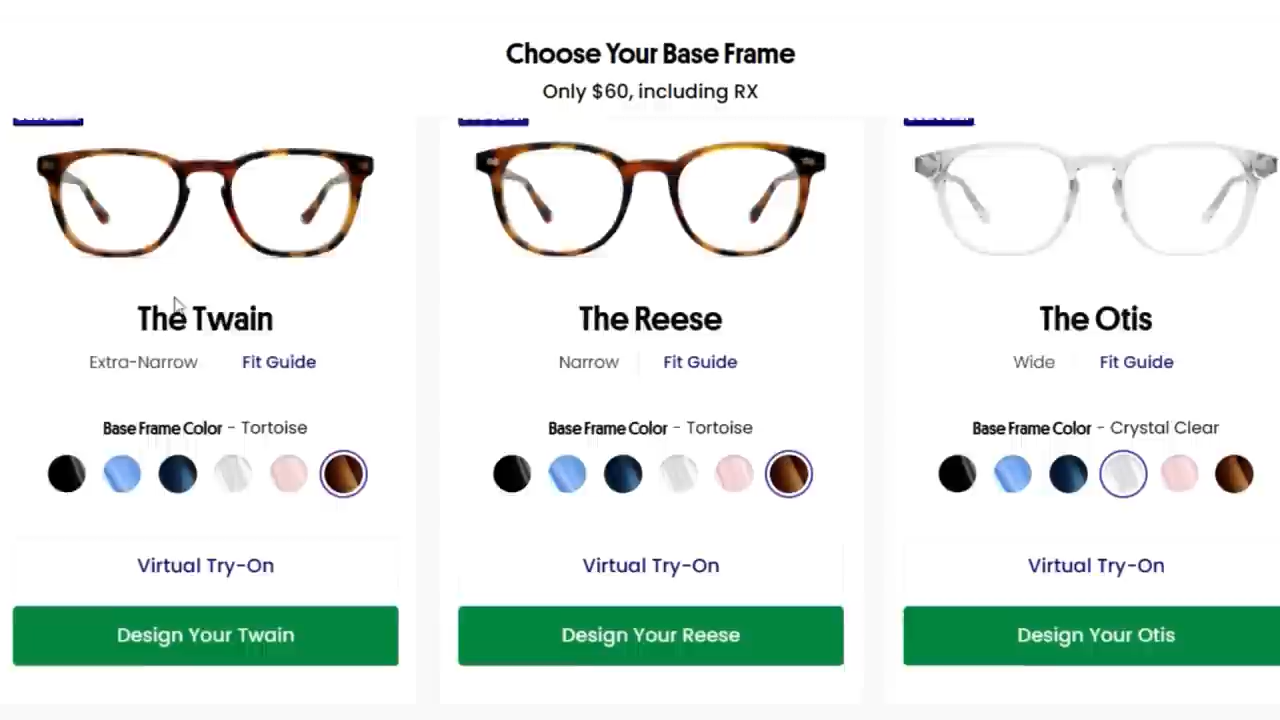 Choose Your Base Frame
Only $60, including RX
The Twain
Extra-Narrow Fit Guide
Base Frame Color - Tortoise
Virtual Try-On
Design Your Twain
The Reese
Narrow Fit Guide
Base Frame Color - Tortoise
Virtual Try-On
Design Your Reese
The Otis
Wide Fit Guide
Base Frame Color - Crystal Clear
Virtual Try-On
Design Your Otis